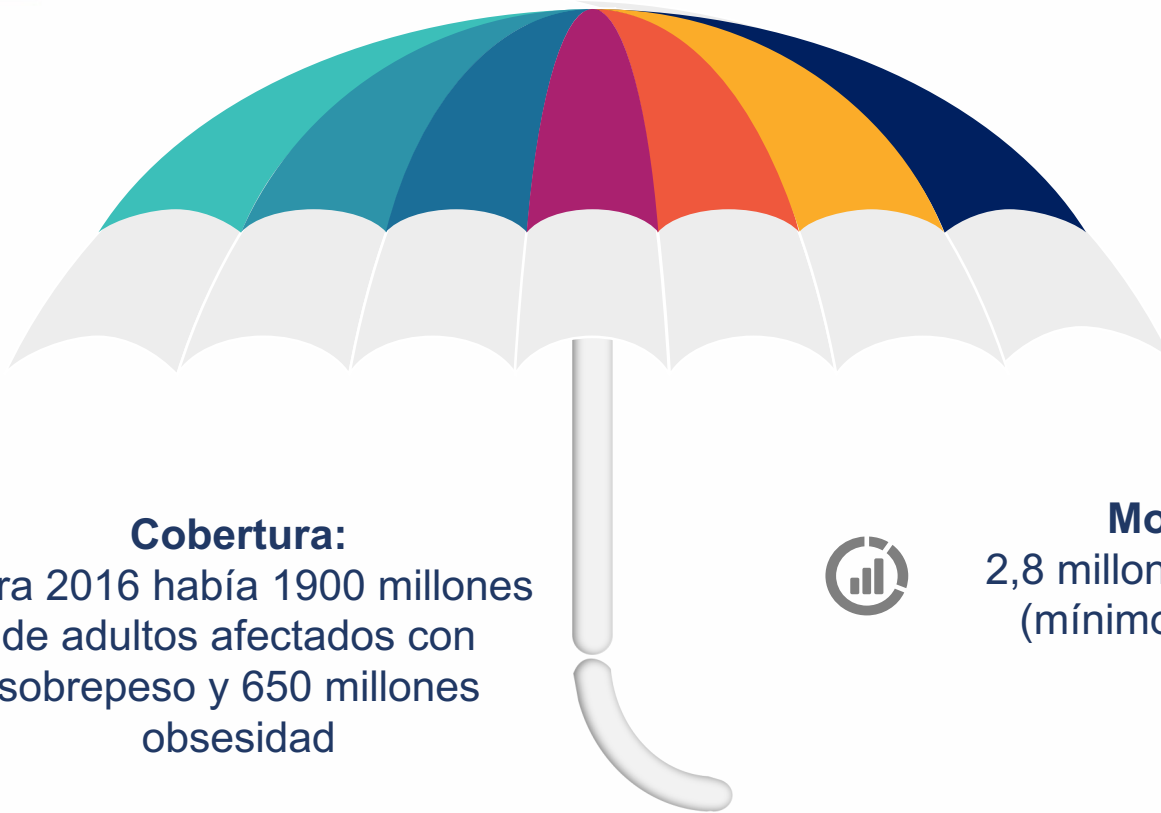 Cobertura:
ra 2016 había 1900 millones
de adultos afectados con
sobrepeso y 650 millones
obsesidad
Mo
2,8 millon
(mínimo